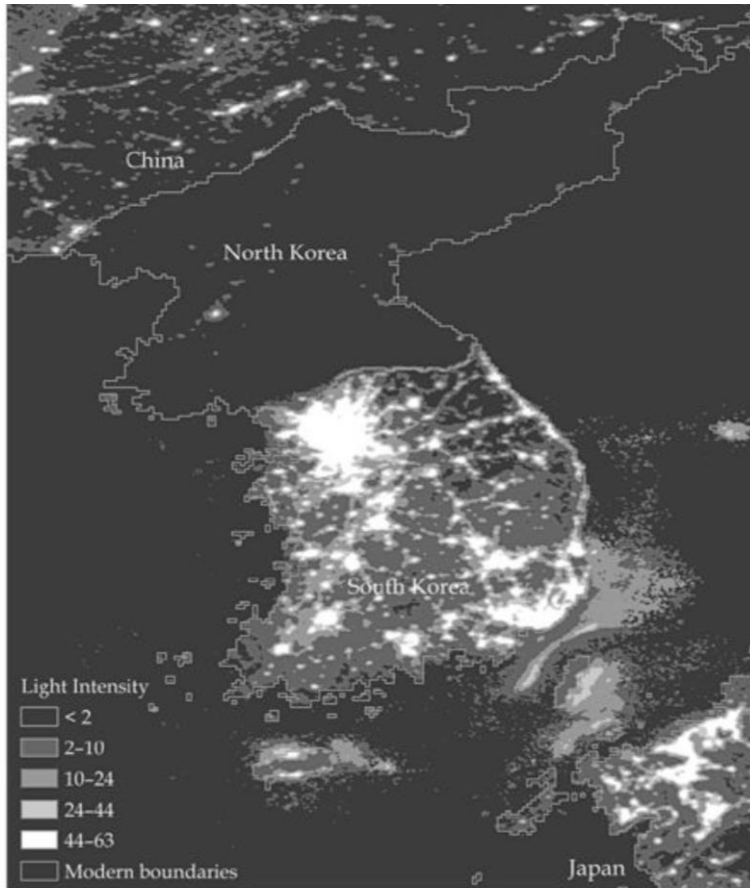 China
North Korea
South Korea
Light Intensity
< 2
2–10
10–24
24–44
44–63
Modern boundaries
Japan